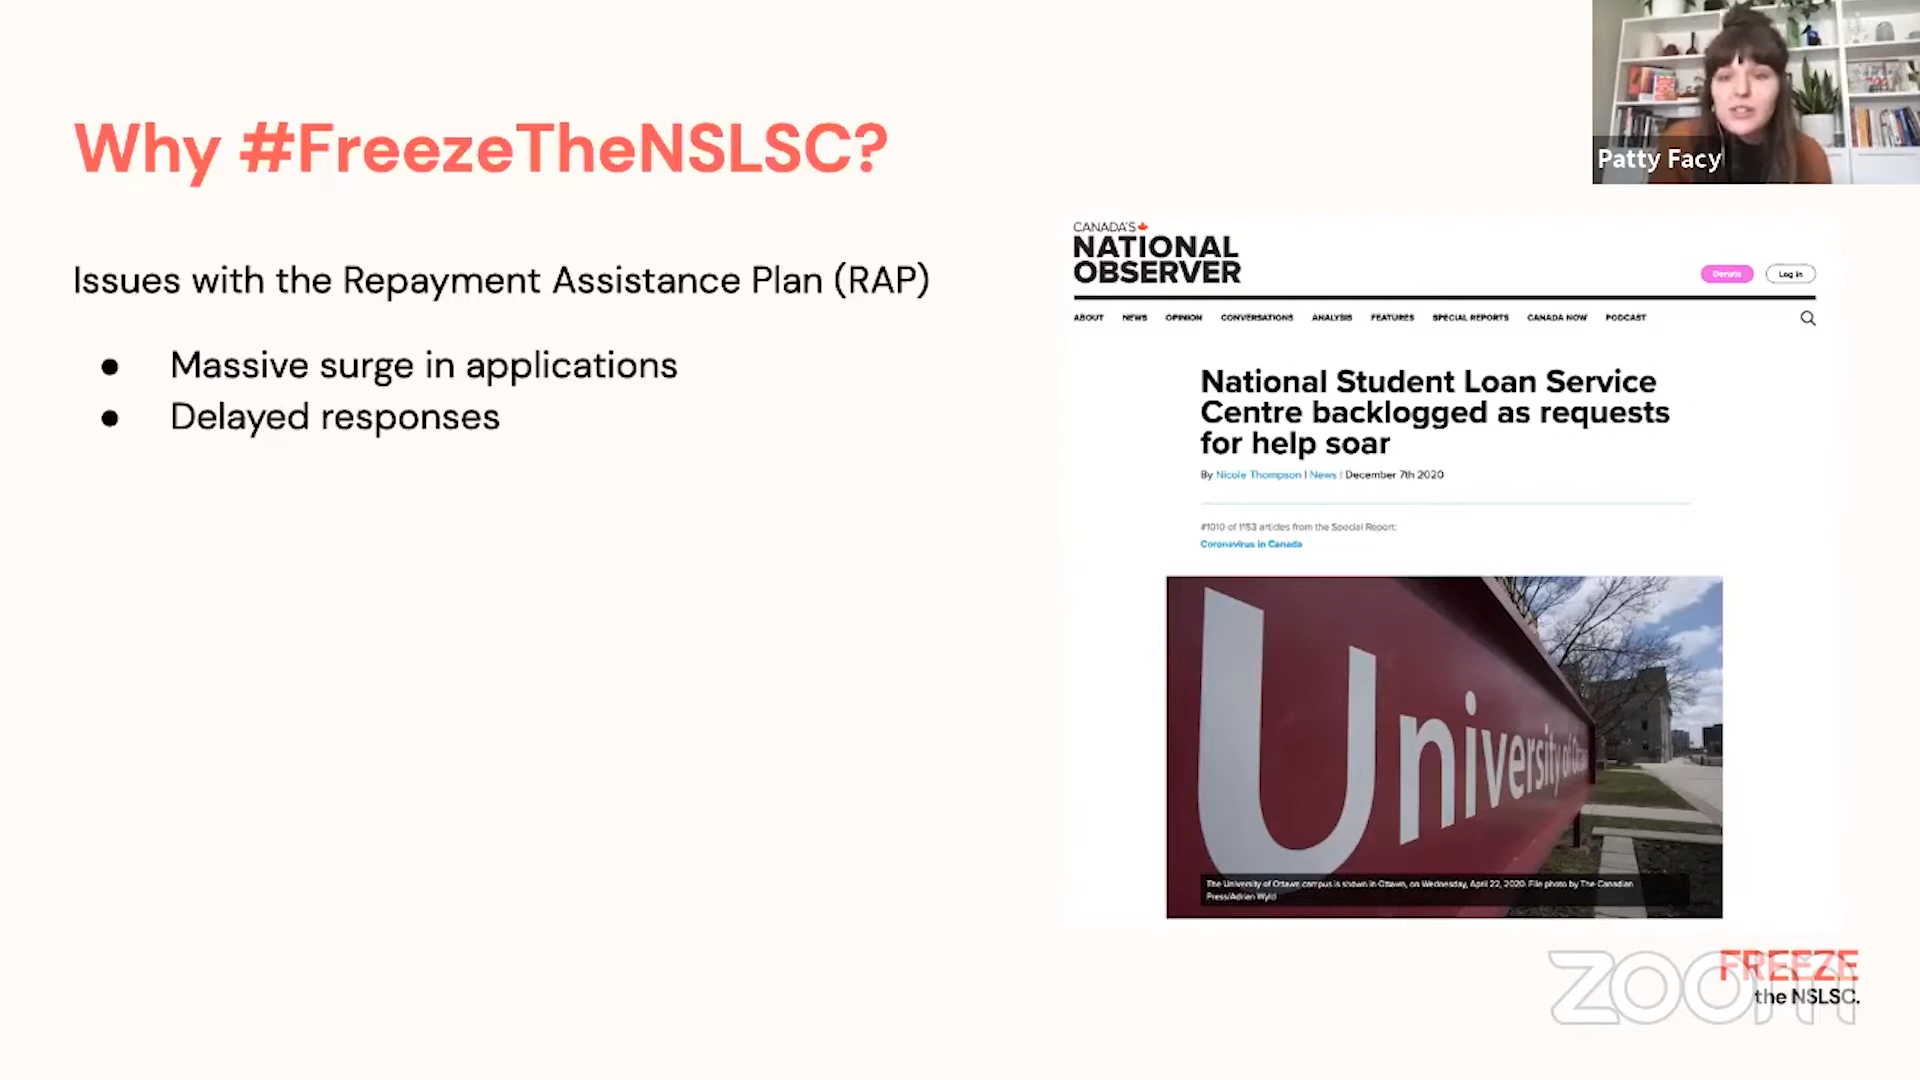 Why #FreezeTheNSLSC?
Issues with the Repayment Assistance Plan (RAP)
● Massive surge in applications
● Delayed responses
Patty Facy
CANADA'S
NATIONAL
OBSERVER
Donate
Log in
ABOUT NEWS OPINION CONVERSATIONS ANALYSIS FEATURES SPECIAL REPORTS CANADA NOW PODCAST
National Student Loan Service
Centre backlogged as requests
for help soar
By Nicole Thompson | News | December 7th 2020
#1010 of 1153 articles from the Special Report:
Coronavirus in Canada
University of
The University of Ottawa campus is shown in Ottawa, on Wednesday, April 22, 2020. File photo by The Canadian
Press/Adrian Wyld
FREEZE
the NSLSC.
zoom